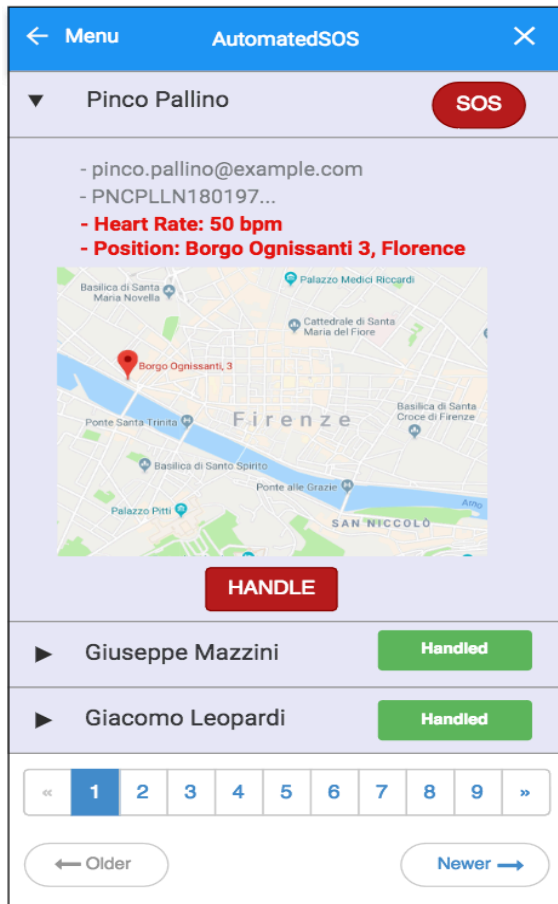 ← Menu AutomatedSOS ×
▼ Pinco Pallino SOS
- pinco.pallino@example.com
- PNCPLLN180197...
- Heart Rate: 50 bpm
- Position: Borgo Ognissanti 3, Florence
Palazzo Medici Riccardi
Basilica di Santa
Maria Novella
Cattedrale di Santa
Maria del Fiore
Borgo Ognissanti, 3
Basilica di Santa
Croce di Firenze
Ponte Santa Trinita
Firenze
Basilica di Santo Spirito
Ponte alle Grazie
Arno
Palazzo Pitti
SAN NICCOLÒ
HANDLE
▶ Giuseppe Mazzini Handled
▶ Giacomo Leopardi Handled
« 1 2 3 4 5 6 7 8 9 »
← Older Newer →